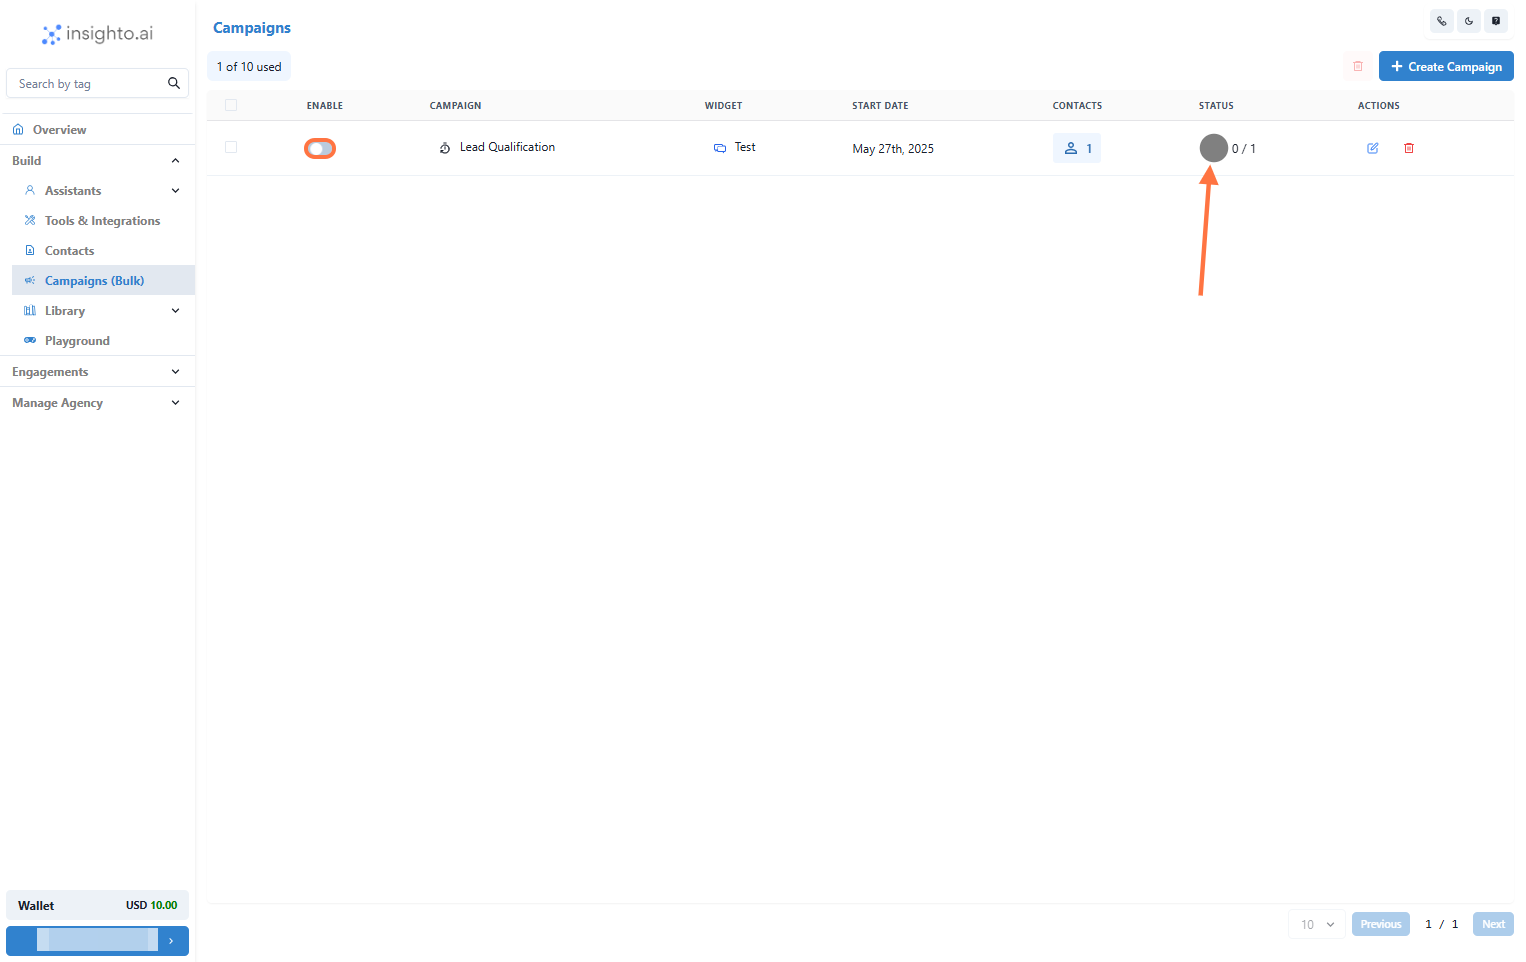 insighto.ai
Search by tag
Overview
Build
Assistants
Tools & Integrations
Contacts
Campaigns (Bulk)
Library
Playground
Engagements
Manage Agency
Wallet USD 10.00
Campaigns
1 of 10 used
Create Campaign
ENABLE CAMPAIGN WIDGET START DATE CONTACTS STATUS ACTIONS
Lead Qualification Test May 27th, 2025 1 0 / 1
10 Previous 1 / 1 Next